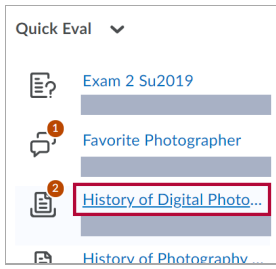 Quick Eval
Exam 2 Su2019
1
Favorite Photographer
2
History of Digital Photo...
History of Photography ...